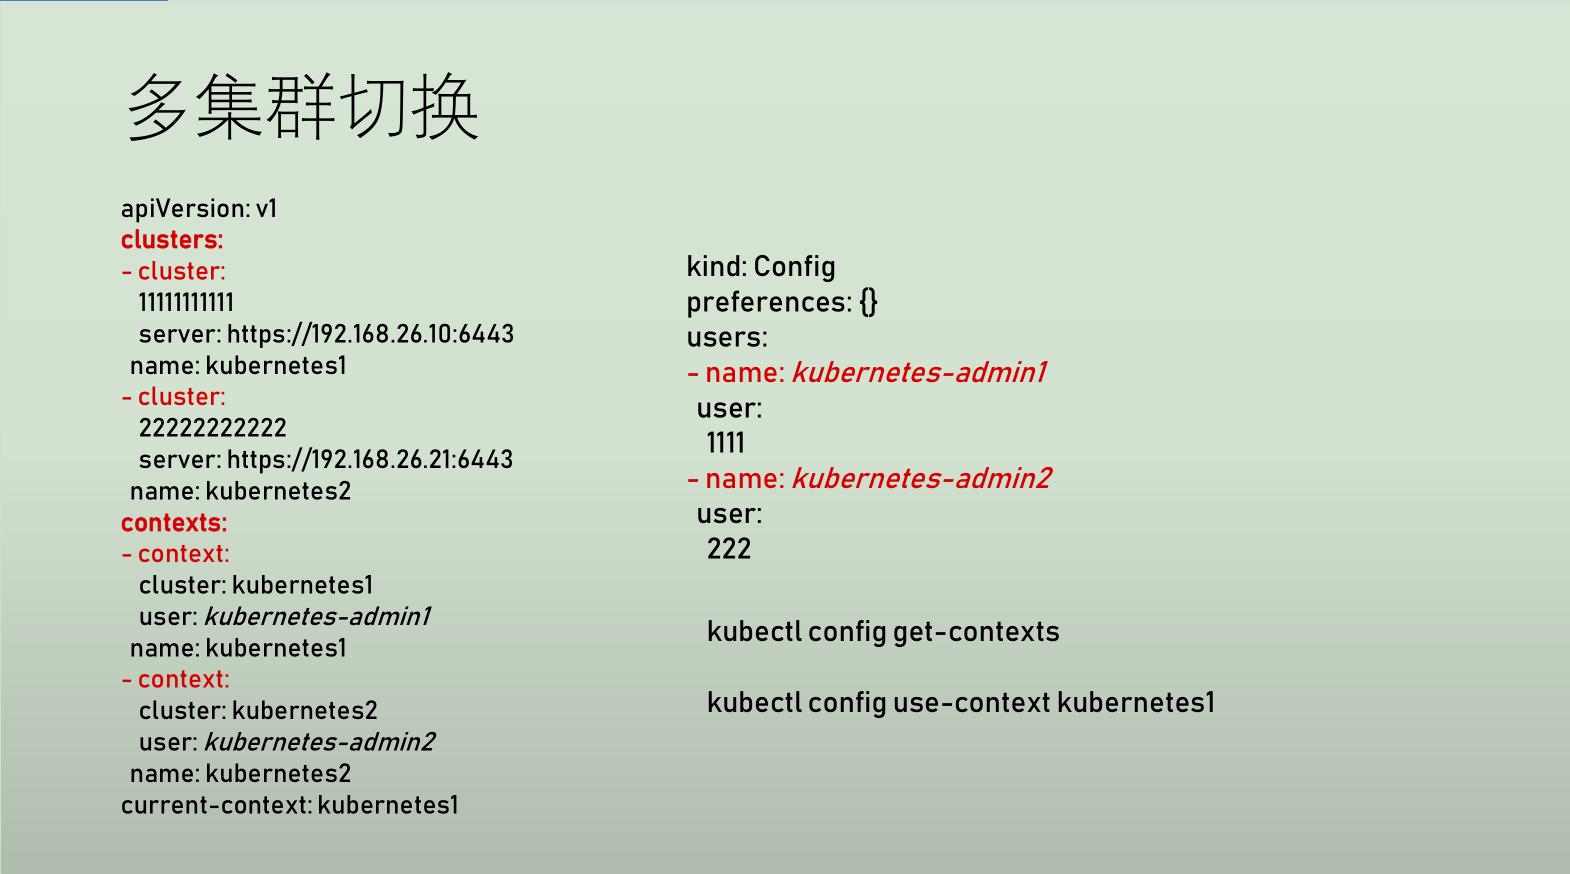 多集群切换
apiVersion: v1
clusters:
- cluster:
11111111111
server: https://192.168.26.10:6443
name: kubernetes1
- cluster:
22222222222
server: https://192.168.26.21:6443
name: kubernetes2
contexts:
- context:
cluster: kubernetes1
user: kubernetes-admin1
name: kubernetes1
- context:
cluster: kubernetes2
user: kubernetes-admin2
name: kubernetes2
current-context: kubernetes1
kind: Config
preferences: {}
users:
- name: kubernetes-admin1
user:
1111
- name: kubernetes-admin2
user:
222
kubectl config get-contexts
kubectl config use-context kubernetes1